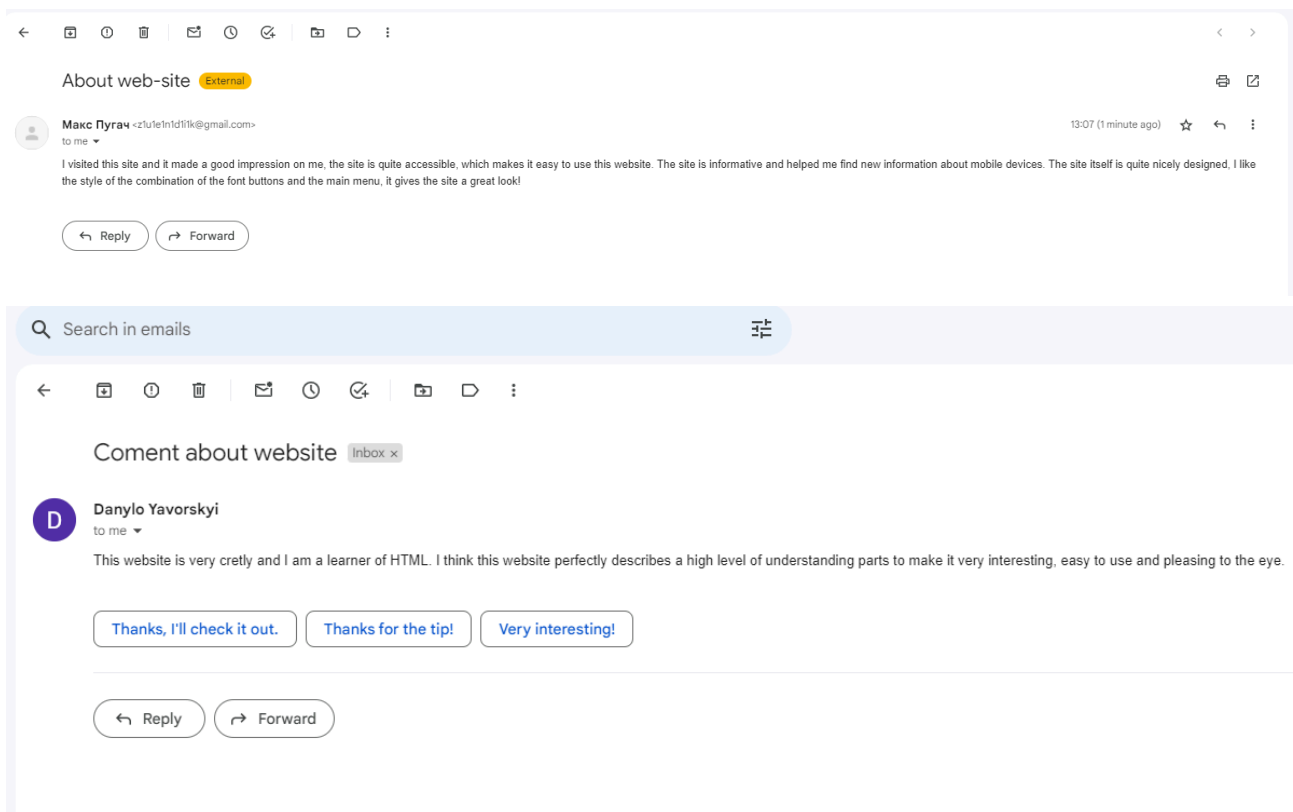 About web-site External
Макс Пугач <z1u1e1n1d1i1k@gmail.com> 13:07 (1 minute ago)
to me
I visited this site and it made a good impression on me, the site is quite accessible, which makes it easy to use this website. The site is informative and helped me find new information about mobile devices. The site itself is quite nicely designed, I like
the style of the combination of the font buttons and the main menu, it gives the site a great look!
Reply Forward
Search in emails
Coment about website Inbox ×
D Danylo Yavorskyi
to me
This website is very cretly and I am a learner of HTML. I think this website perfectly describes a high level of understanding parts to make it very interesting, easy to use and pleasing to the eye.
Thanks, I'll check it out. Thanks for the tip! Very interesting!
Reply Forward